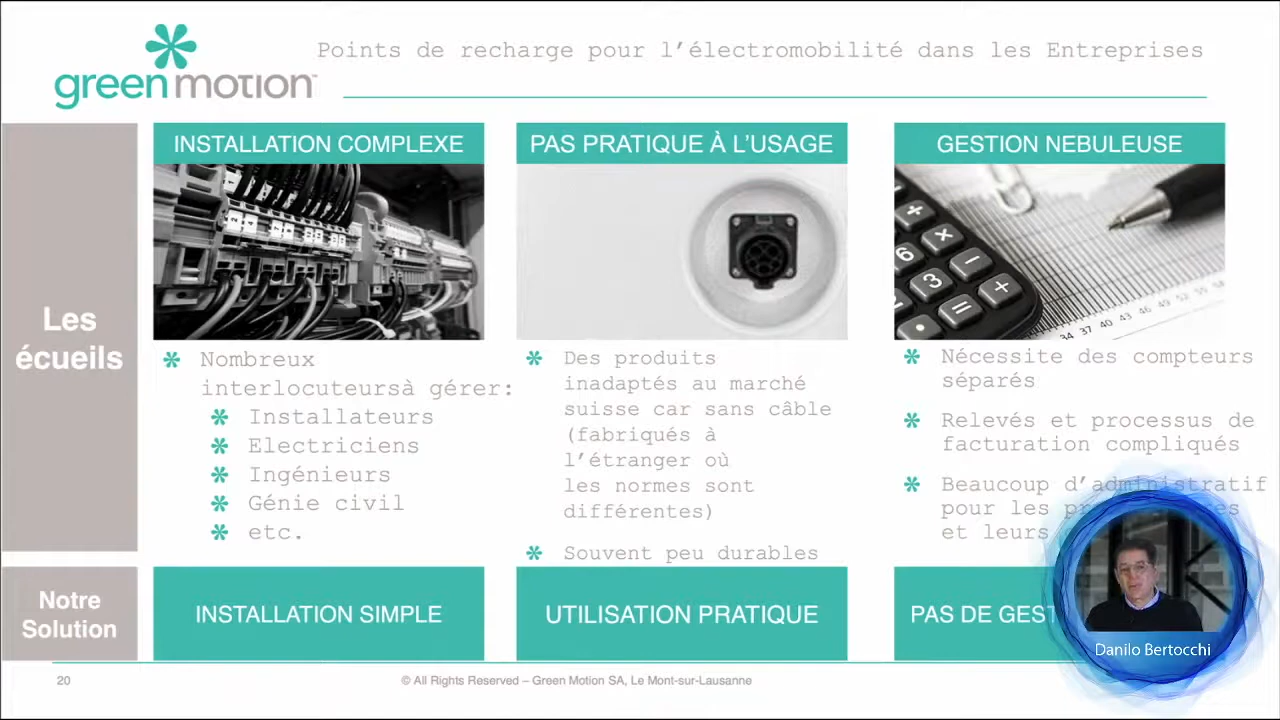 greenmotion™
Points de recharge pour l'électromobilité dans les Entreprises
Les
écueils
INSTALLATION COMPLEXE
Nombreux
interlocuteursà gérer:
Installateurs
Electriciens
Ingénieurs
Génie civil
etc.
PAS PRATIQUE À L'USAGE
Des produits
inadaptés au marché
suisse car sans câble
(fabriqués à
l'étranger où
les normes sont
différentes)
Souvent peu durables
GESTION NEBULEUSE
Nécessite des compteurs
séparés
Relevés et processus de
facturation compliqués
Beaucoup d'administratif
pour les
et leurs
Notre
Solution
INSTALLATION SIMPLE
UTILISATION PRATIQUE
PAS DE
Danilo Bertocchi
20
© All Rights Reserved – Green Motion SA, Le Mont-sur-Lausanne